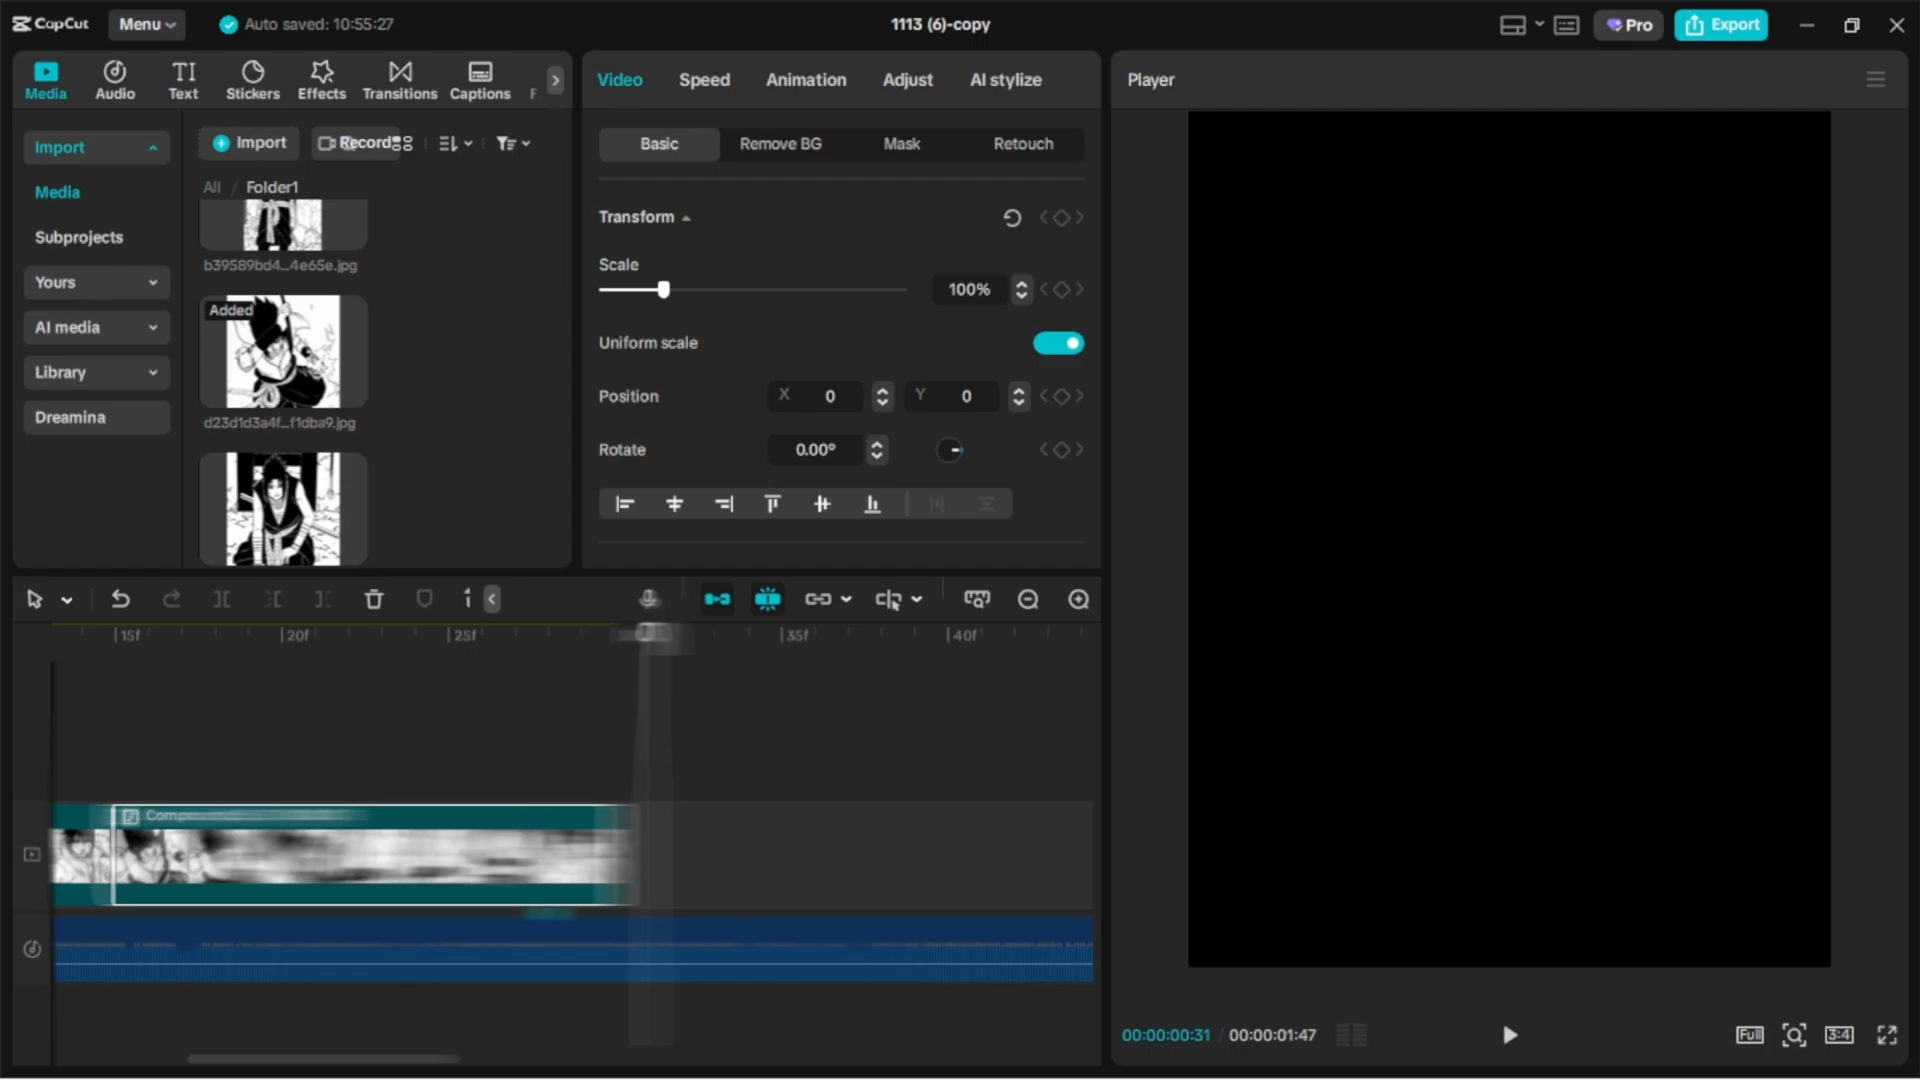 CapCut Menu Auto saved: 10:55:27 1113 (6)-copy Pro Export
Media Audio Text Stickers Effects Transitions Captions F
Video Speed Animation Adjust AI stylize
Player
Import
Media
Subprojects
Yours
AI media
Library
Dreamina
Import Record
All / Folder1
b39589bd4...4e65e.jpg
Added
d23d1d3a4f...f1dba9.jpg
Basic Remove BG Mask Retouch
Transform
Scale
100%
Uniform scale
Position X 0 Y 0
Rotate 0.00°
15f 20f 25f 35f 40f
00:00:00:31 / 00:00:01:47
Full 3:4